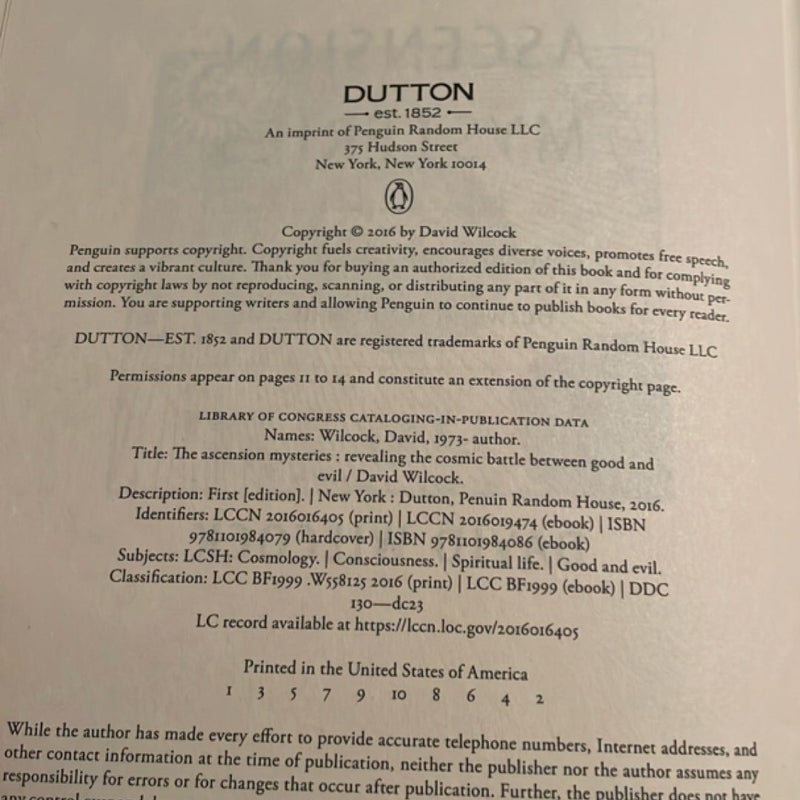 DUTTON
— est. 1852 —
An imprint of Penguin Random House LLC
375 Hudson Street
New York, New York 10014
Copyright © 2016 by David Wilcock
Penguin supports copyright. Copyright fuels creativity, encourages diverse voices, promotes free speech,
and creates a vibrant culture. Thank you for buying an authorized edition of this book and for complying
with copyright laws by not reproducing, scanning, or distributing any part of it in any form without per-
mission. You are supporting writers and allowing Penguin to continue to publish books for every reader.
DUTTON—EST. 1852 and DUTTON are registered trademarks of Penguin Random House LLC
Permissions appear on pages 11 to 14 and constitute an extension of the copyright page.
LIBRARY OF CONGRESS CATALOGING-IN-PUBLICATION DATA
Names: Wilcock, David, 1973- author.
Title: The ascension mysteries : revealing the cosmic battle between good and
evil / David Wilcock.
Description: First [edition]. | New York : Dutton, Penuin Random House, 2016.
Identifiers: LCCN 2016016405 (print) | LCCN 2016019474 (ebook) | ISBN
9781101984079 (hardcover) | ISBN 9781101984086 (ebook)
Subjects: LCSH: Cosmology. | Consciousness. | Spiritual life. | Good and evil.
Classification: LCC BF1999 .W558125 2016 (print) | LCC BF1999 (ebook) | DDC
130—dc23
LC record available at https://lccn.loc.gov/2016016405
Printed in the United States of America
1 3 5 7 9 10 8 6 4 2
While the author has made every effort to provide accurate telephone numbers, Internet addresses, and
other contact information at the time of publication, neither the publisher nor the author assumes any
responsibility for errors or for changes that occur after publication. Further, the publisher does not have
any control